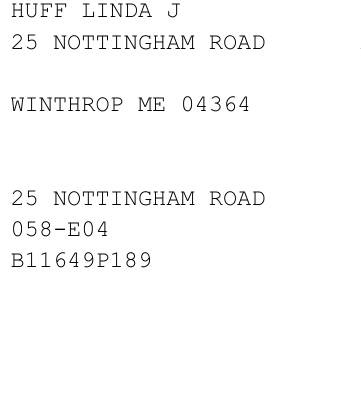 HUFF LINDA J
25 NOTTINGHAM ROAD
WINTHROP ME 04364
25 NOTTINGHAM ROAD
058-E04
B11649P189